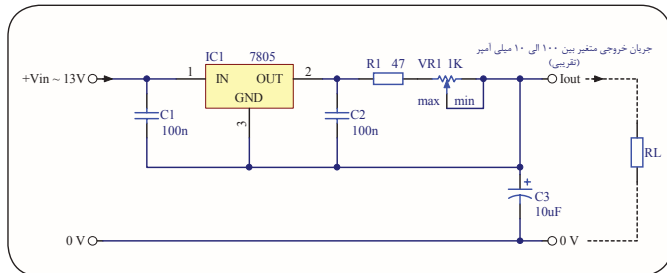 جریان خروجی متغیر بین ۱۰۰ الی ۱۰ میلی آمپر
(تقریبی)
IC1 7805
+Vin ~ 13V
1 IN OUT 2
GND
3
R1 47 VR1 1K
max min
Iout
C1
100n
C2
100n
RL
C3
10uF
+
0 V
0 V